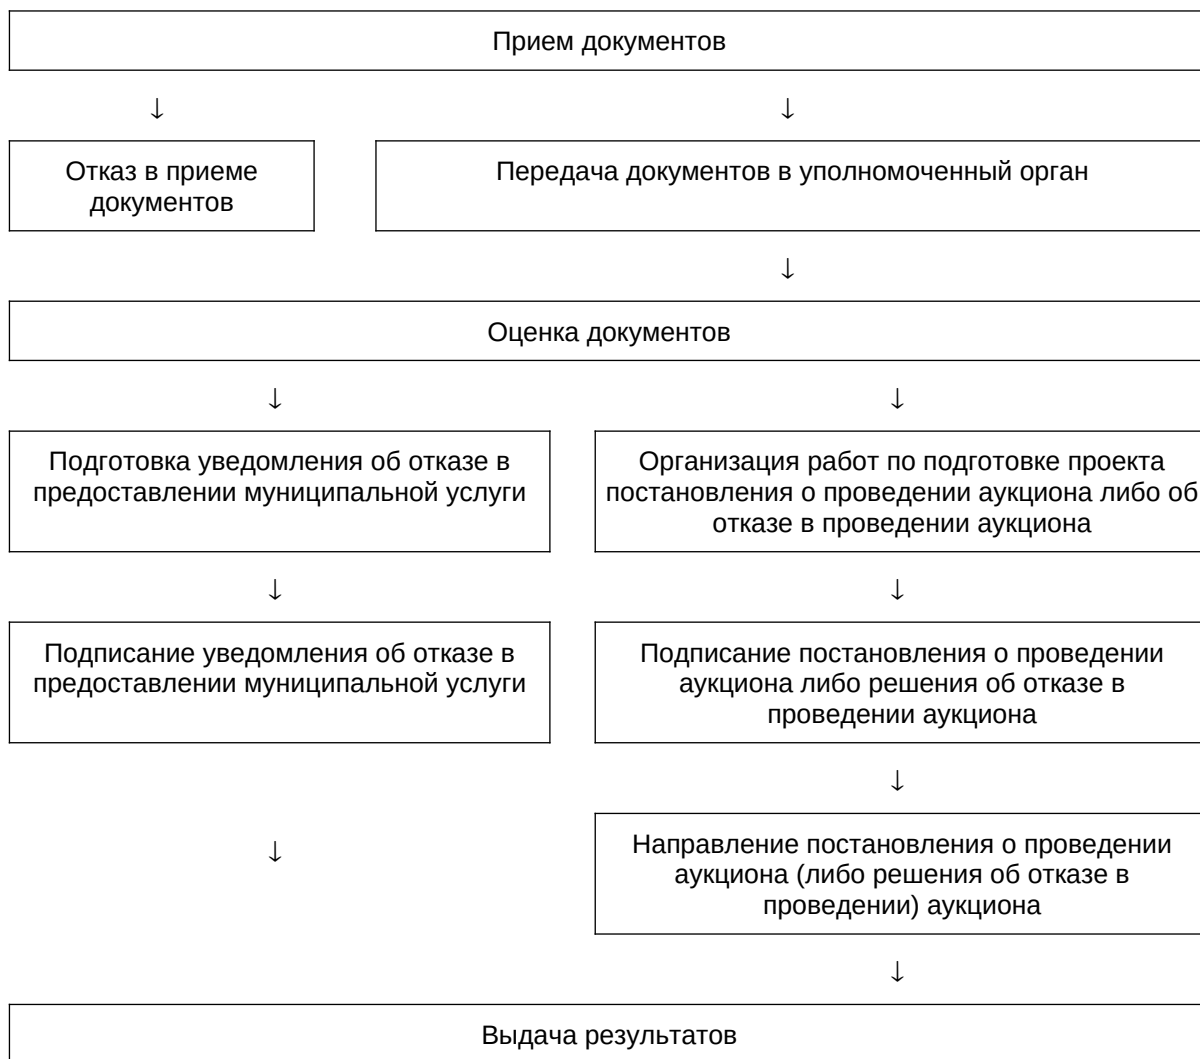 Прием документов
↓
↓
Отказ в приеме
документов
Передача документов в уполномоченный орган
↓
Оценка документов
↓
↓
Подготовка уведомления об отказе в
предоставлении муниципальной услуги
Организация работ по подготовке проекта
постановления о проведении аукциона либо об
отказе в проведении аукциона
↓
↓
Подписание уведомления об отказе в
предоставлении муниципальной услуги
Подписание постановления о проведении
аукциона либо решения об отказе в
проведении аукциона
↓
↓
Направление постановления о проведении
аукциона (либо решения об отказе в
проведении) аукциона
↓
Выдача результатов